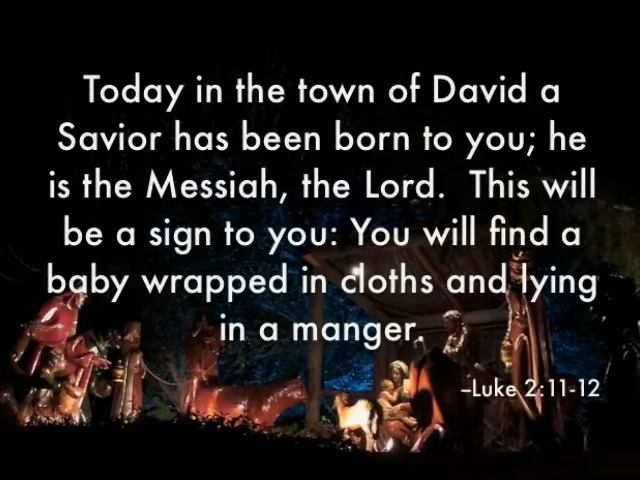 Today in the town of David a
Savior has been born to you; he
is the Messiah, the Lord.  This will
be a sign to you: You will find a
baby wrapped in cloths and lying
in a manger.
–Luke 2:11-12